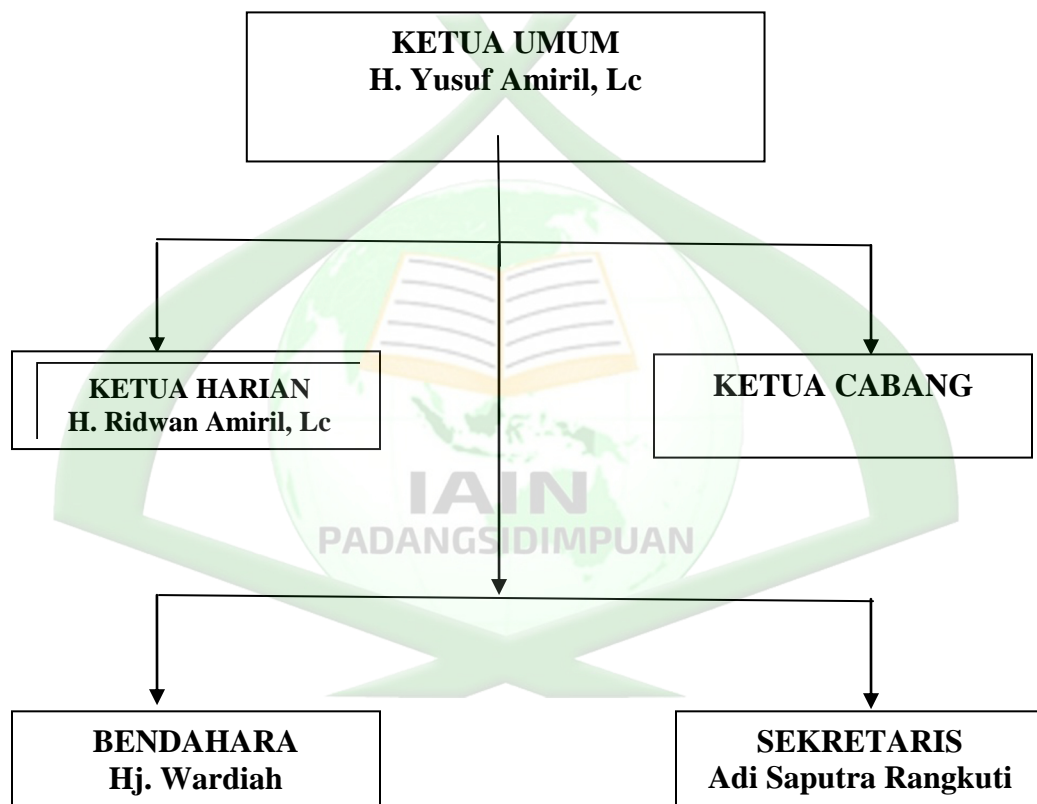 KETUA UMUM
H. Yusuf Amiril, Lc
KETUA HARIAN
H. Ridwan Amiril, Lc
KETUA CABANG
IAIN
PADANGSIDIMPUAN
BENDAHARA
Hj. Wardiah
SEKRETARIS
Adi Saputra Rangkuti